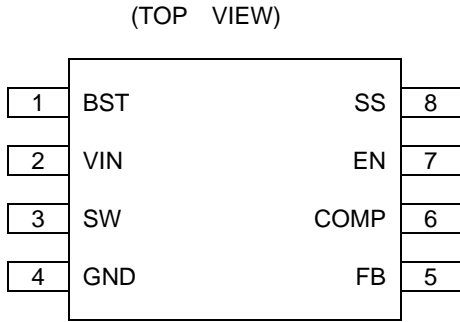 (TOP VIEW)
1 BST SS 8
2 VIN EN 7
3 SW COMP 6
4 GND FB 5